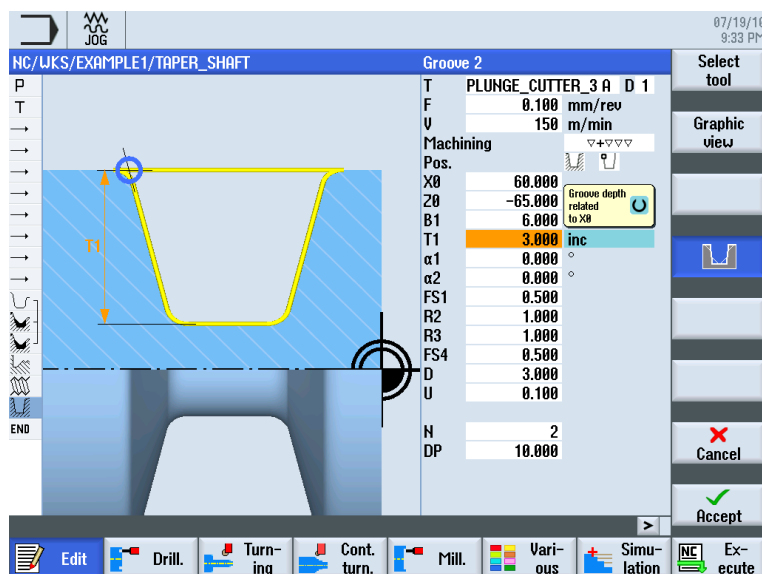 JOG
07/19/16
9:33 PM
NC/WKS/EXAMPLE1/TAPER_SHAFT
Groove 2
Select tool
P
T
END
T1
T PLUNGE_CUTTER_3 A D 1
F 0.100 mm/rev
V 150 m/min
Machining ▽+▽▽▽
Pos.
X0 60.000
Z0 -65.000
B1 6.000
T1 3.000 inc
α1 0.000 °
α2 0.000 °
FS1 0.500
R2 1.000
R3 1.000
FS4 0.500
D 3.000
U 0.100
N 2
DP 10.000
Groove depth
related
to X0
Graphic view
Cancel
Accept
>
Edit
Drill.
Turn-
ing
Cont.
turn.
Mill.
Vari-
ous
Simu-
lation
NC
Ex-
ecute